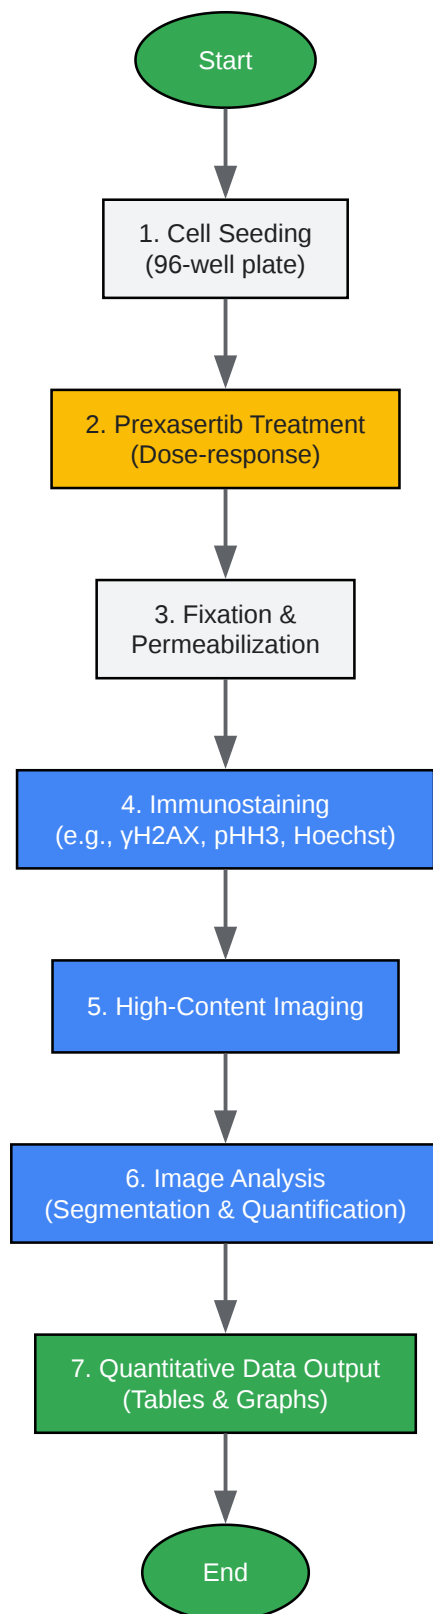 Start
1. Cell Seeding
(96-well plate)
2. Prexasertib Treatment
(Dose-response)
3. Fixation &
Permeabilization
4. Immunostaining
(e.g., γH2AX, pHH3, Hoechst)
5. High-Content Imaging
6. Image Analysis
(Segmentation & Quantification)
7. Quantitative Data Output
(Tables & Graphs)
End